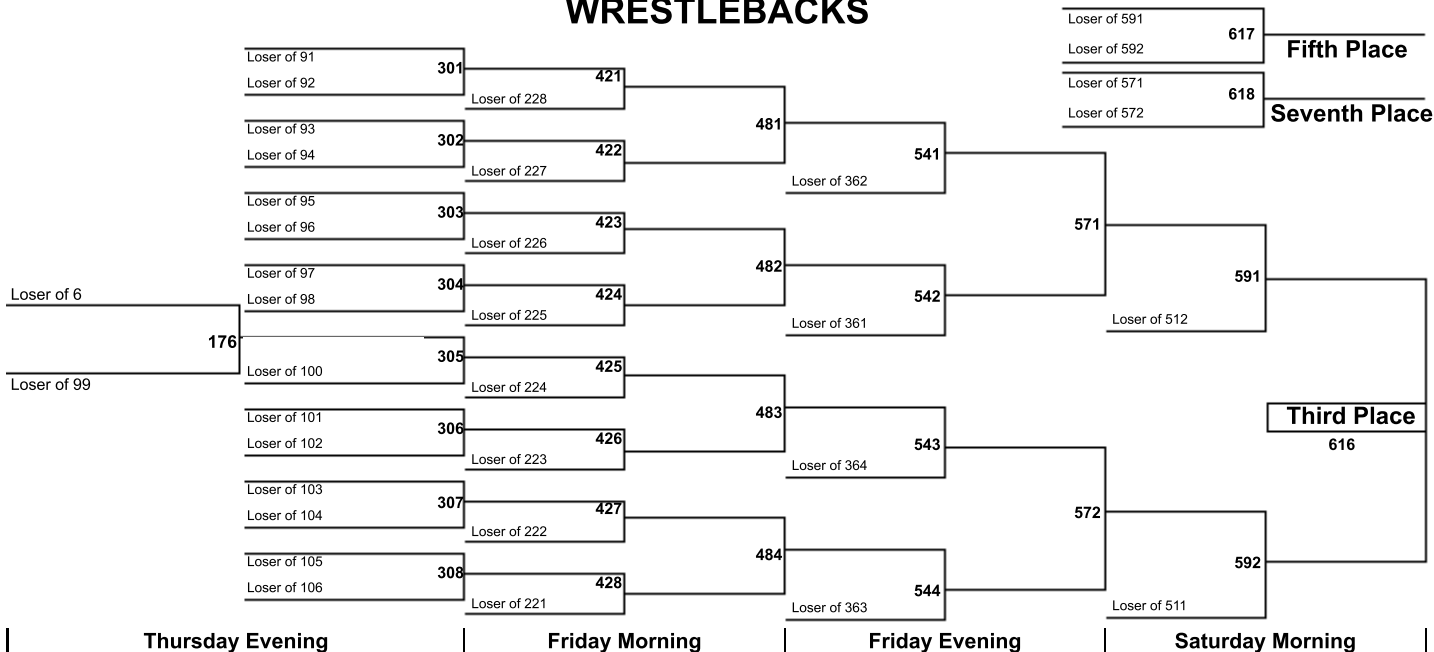 WRESTLEBACKS
Loser of 591
617
Loser of 592
Fifth Place
Loser of 571
618
Loser of 572
Seventh Place
Loser of 6
176
Loser of 99
Loser of 91
301
Loser of 92
Loser of 93
302
Loser of 94
Loser of 95
303
Loser of 96
Loser of 97
304
Loser of 98
305
Loser of 100
Loser of 101
306
Loser of 102
Loser of 103
307
Loser of 104
Loser of 105
308
Loser of 106
421
Loser of 228
422
Loser of 227
423
Loser of 226
424
Loser of 225
425
Loser of 224
426
Loser of 223
427
Loser of 222
428
Loser of 221
481
482
483
484
541
Loser of 362
542
Loser of 361
543
Loser of 364
544
Loser of 363
571
572
591
Loser of 512
592
Loser of 511
Third Place
616
Thursday Evening
Friday Morning
Friday Evening
Saturday Morning